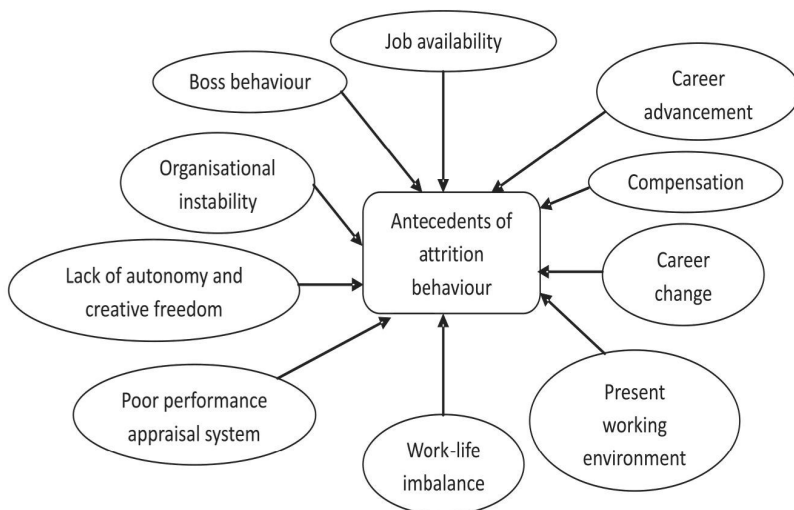 Job availability
Boss behaviour
Career
advancement
Organisational
instability
Compensation
Antecedents of
attrition
behaviour
Lack of autonomy and
creative freedom
Career
change
Poor performance
appraisal system
Work-life
imbalance
Present
working
environment